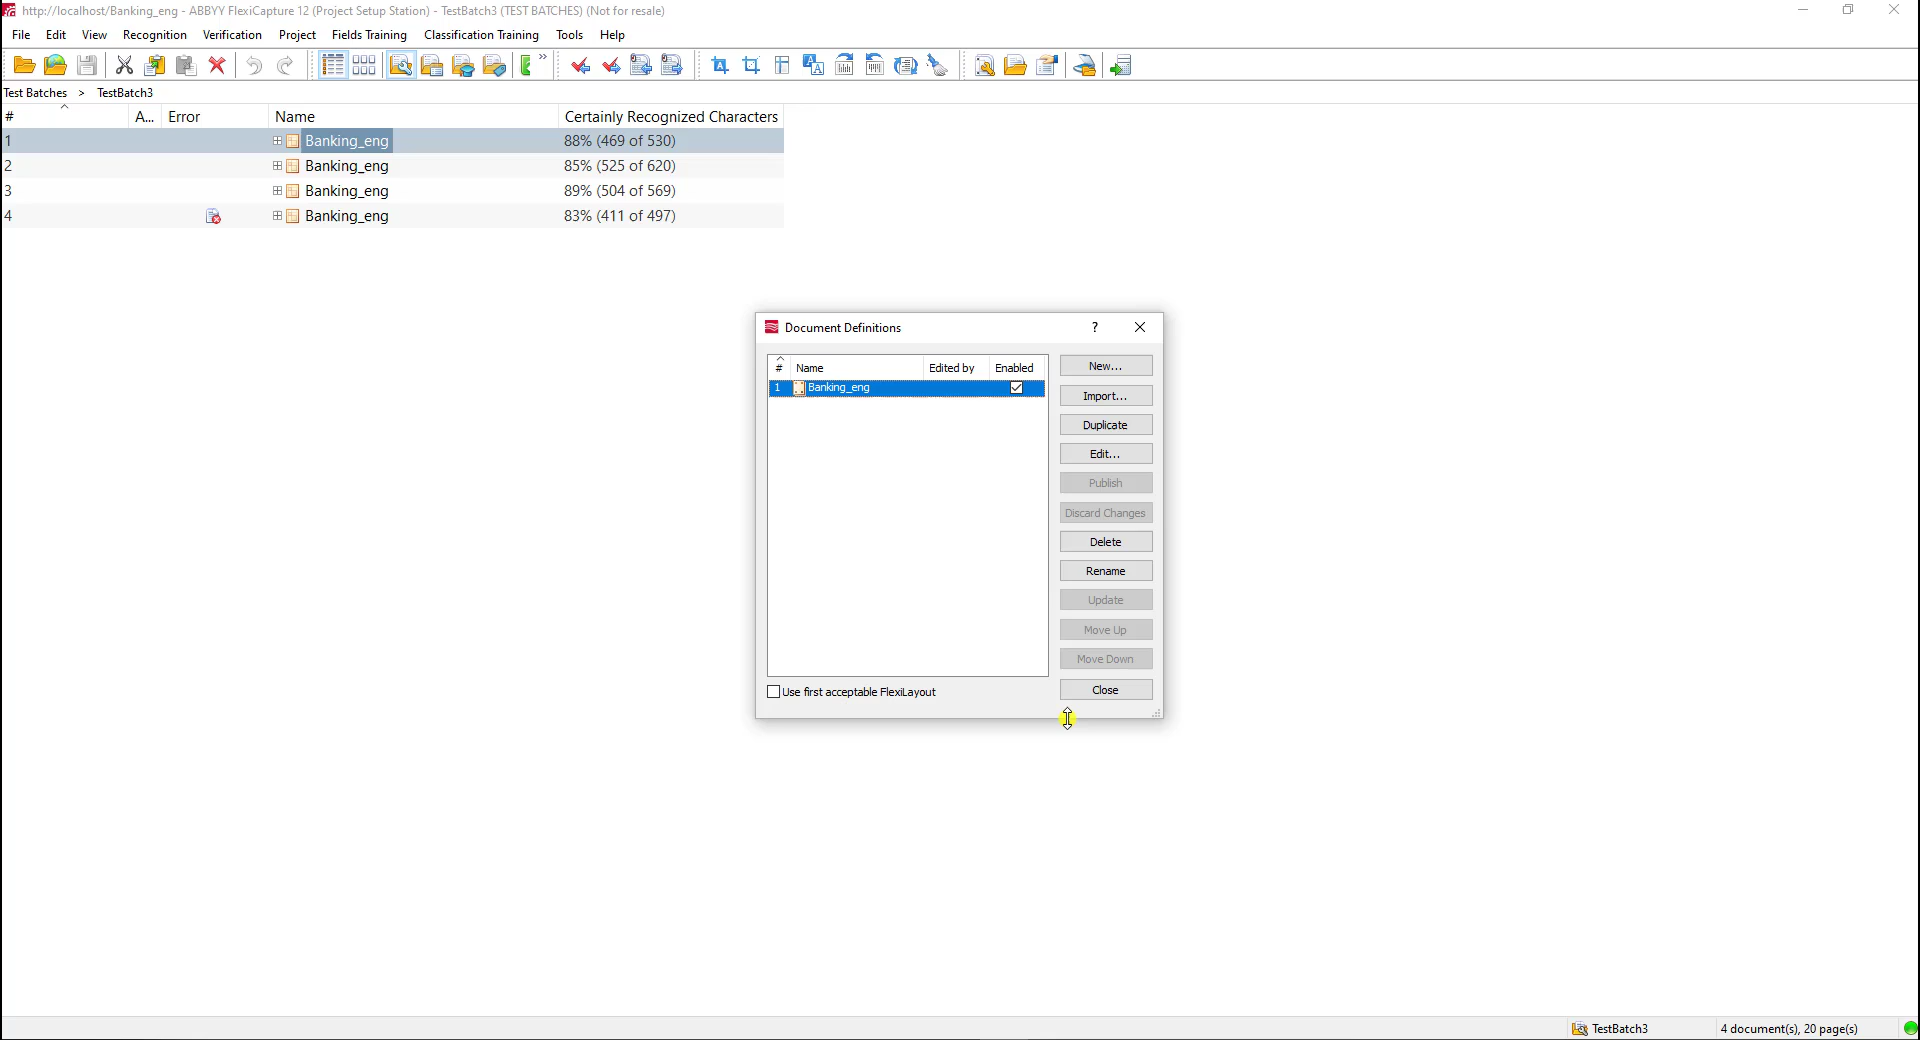 http://localhost/Banking_eng - ABBYY FlexiCapture 12 (Project Setup Station) - TestBatch3 (TEST BATCHES) (Not for resale)
File Edit View Recognition Verification Project Fields Training Classification Training Tools Help
Test Batches > TestBatch3
# A... Error Name Certainly Recognized Characters
1 Banking_eng 88% (469 of 530)
2 Banking_eng 85% (525 of 620)
3 Banking_eng 89% (504 of 569)
4 Banking_eng 83% (411 of 497)
Document Definitions ?
# Name Edited by Enabled
1 Banking_eng
New...
Import...
Duplicate
Edit...
Publish
Discard Changes
Delete
Rename
Update
Move Up
Move Down
Use first acceptable FlexiLayout
Close
TestBatch3 4 document(s), 20 page(s)